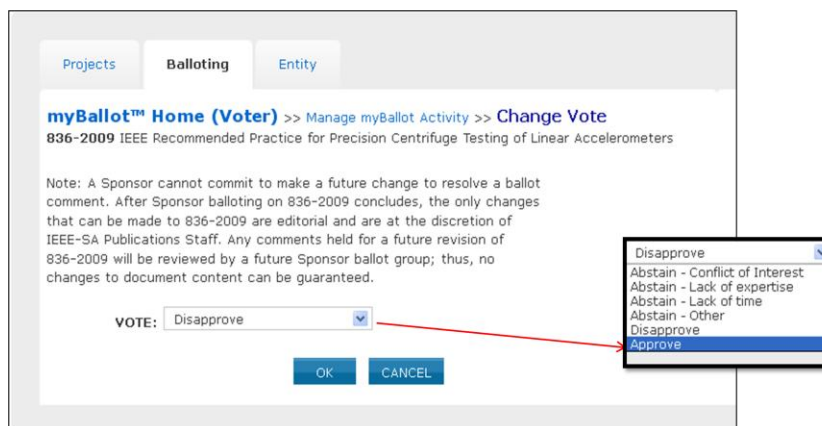 Projects
Balloting
Entity
myBallot™ Home (Voter) >> Manage myBallot Activity >> Change Vote
836-2009 IEEE Recommended Practice for Precision Centrifuge Testing of Linear Accelerometers
Note: A Sponsor cannot commit to make a future change to resolve a ballot
comment. After Sponsor balloting on 836-2009 concludes, the only changes
that can be made to 836-2009 are editorial and are at the discretion of
IEEE-SA Publications Staff. Any comments held for a future revision of
836-2009 will be reviewed by a future Sponsor ballot group; thus, no
changes to document content can be guaranteed.
VOTE: Disapprove
OK
CANCEL
Disapprove
Abstain - Conflict of Interest
Abstain - Lack of expertise
Abstain - Lack of time
Abstain - Other
Disapprove
Approve